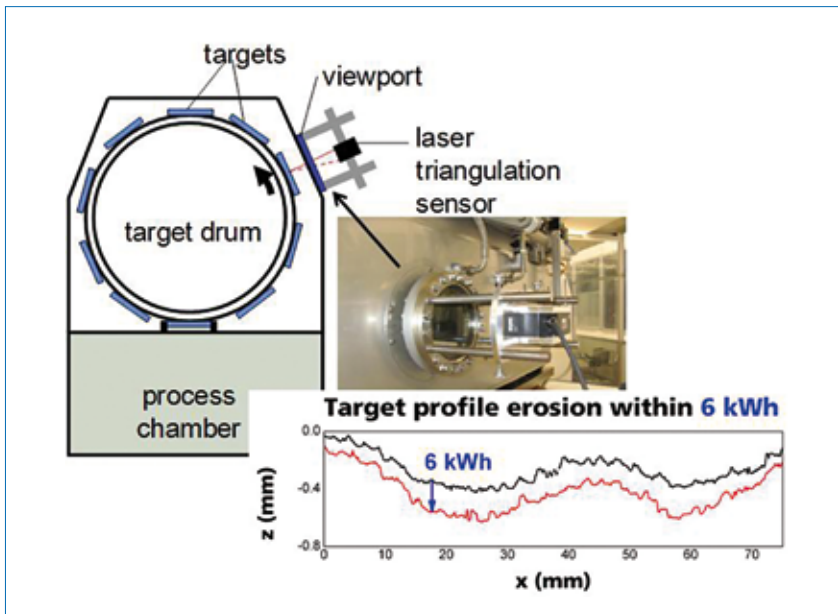 targets
viewport
laser
triangulation
sensor
target drum
process
chamber
Target profile erosion within 6 kWh
6 kWh
0.0
-0.4
-0.8
z (mm)
0 10 20 30 40 50 60 70
x (mm)